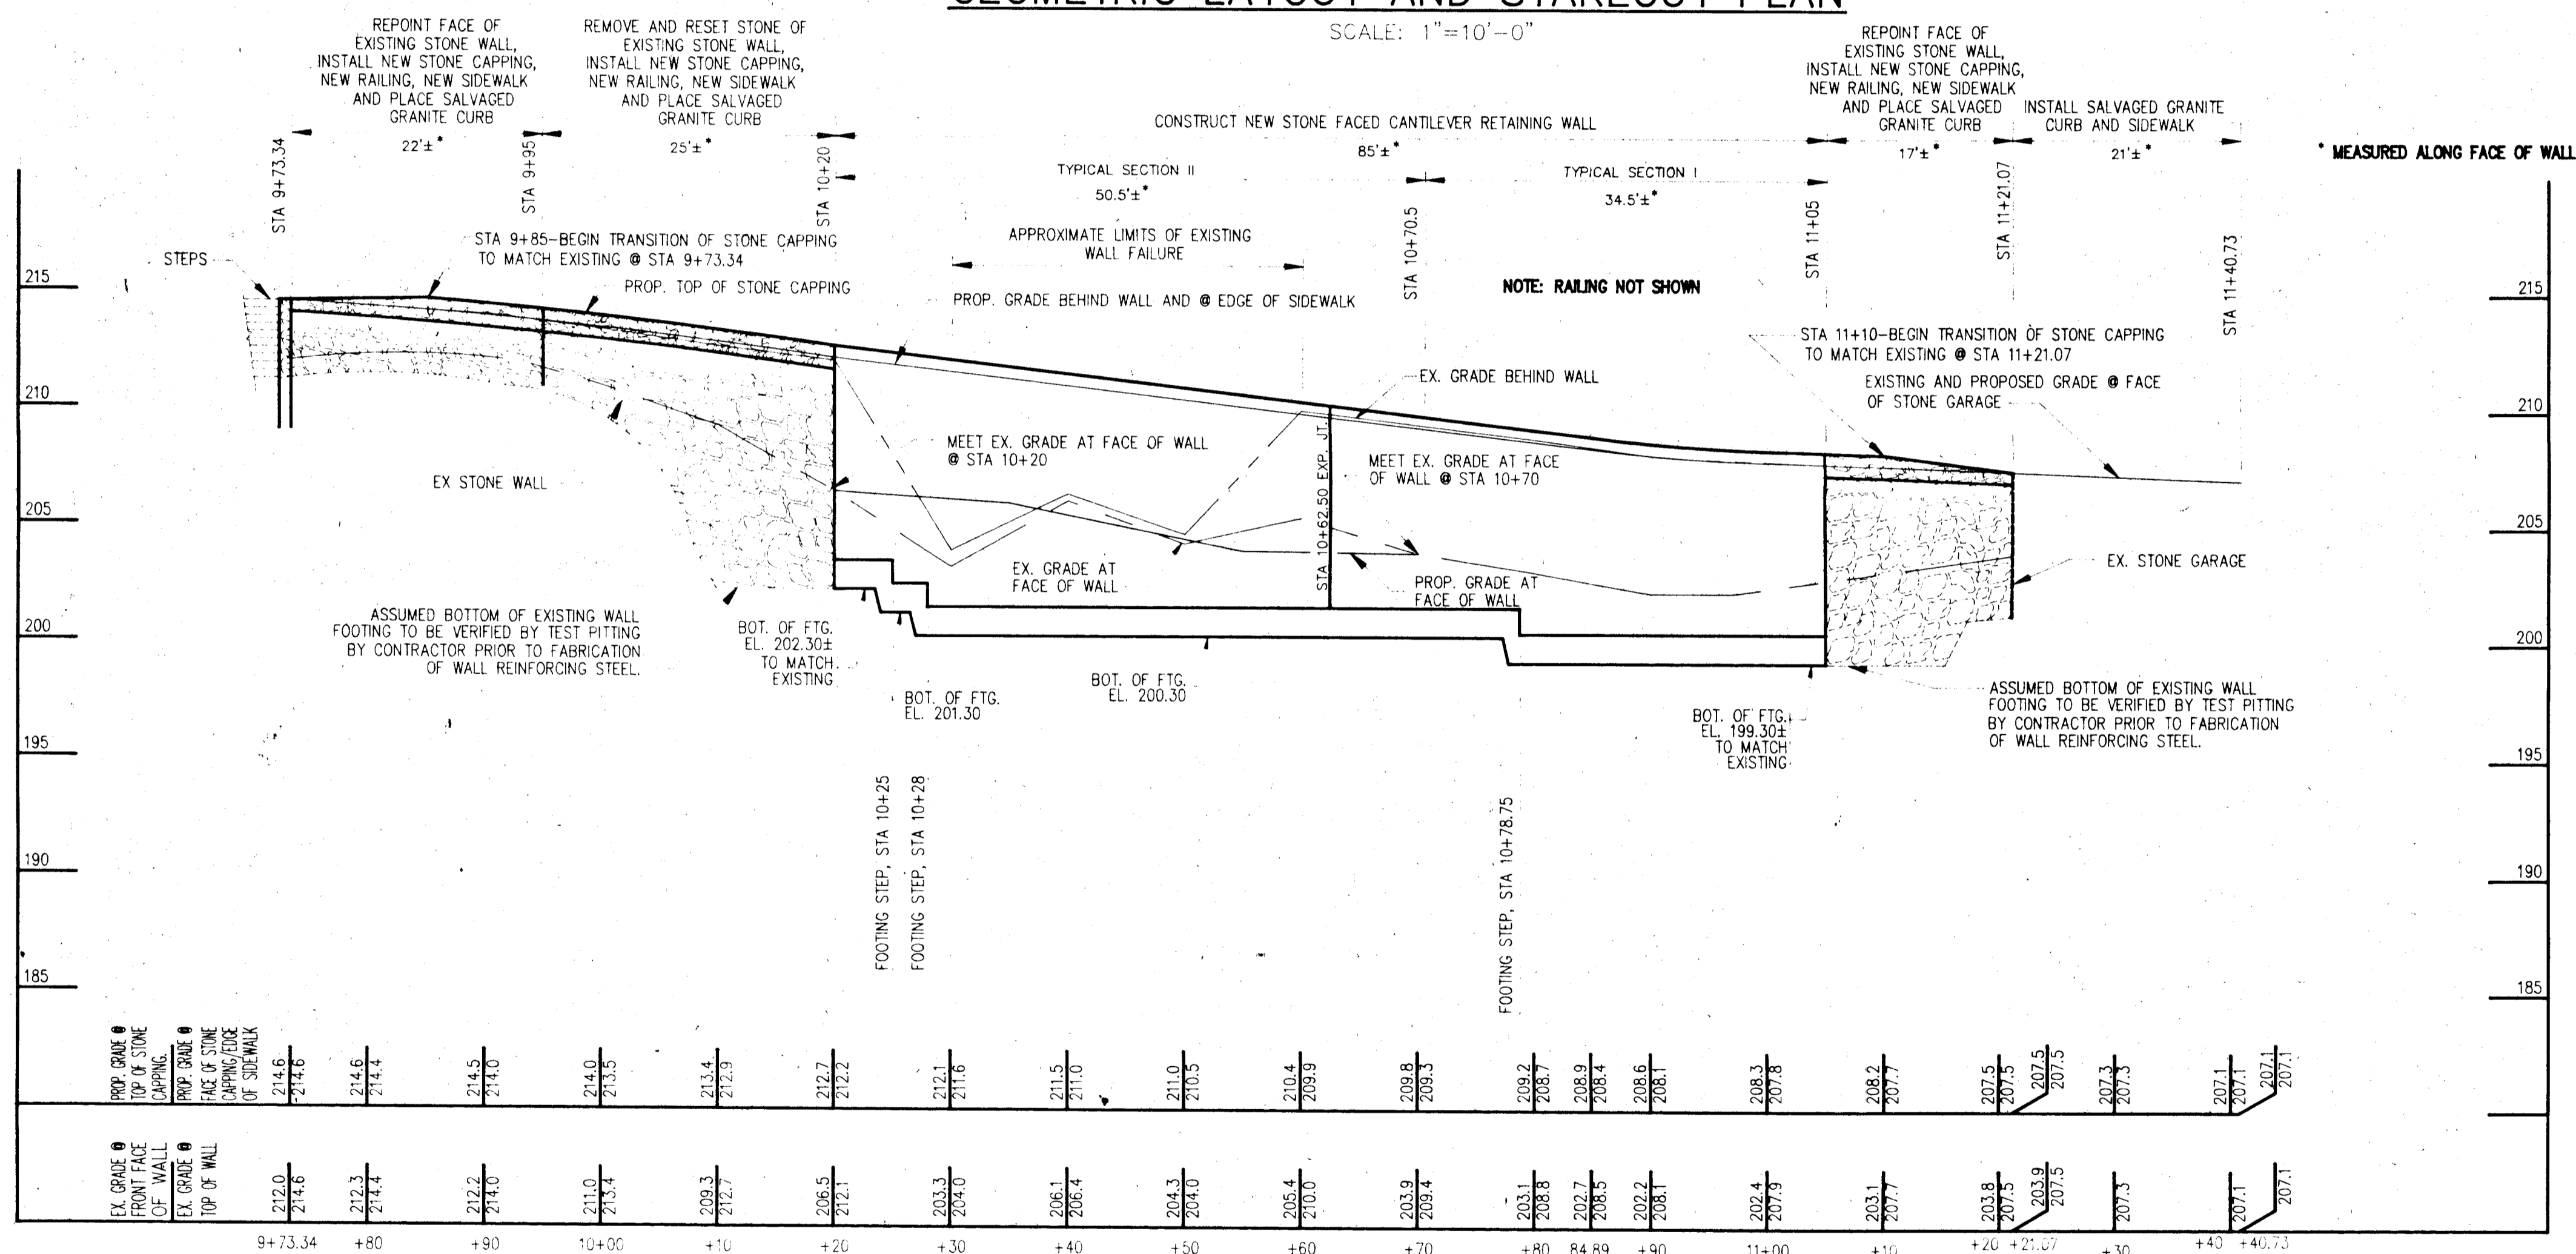 GEOMETRIC LAYOUT AND STAKEOUT PLAN
SCALE: 1"=10'-0"
REPOINT FACE OF
EXISTING STONE WALL,
INSTALL NEW STONE CAPPING,
NEW RAILING, NEW SIDEWALK
AND PLACE SALVAGED
GRANITE CURB
22'±*
REMOVE AND RESET STONE OF
EXISTING STONE WALL,
INSTALL NEW STONE CAPPING,
NEW RAILING, NEW SIDEWALK
AND PLACE SALVAGED
GRANITE CURB
25'±*
CONSTRUCT NEW STONE FACED CANTILEVER RETAINING WALL
85'±*
TYPICAL SECTION II
50.5'±*
TYPICAL SECTION I
34.5'±*
REPOINT FACE OF
EXISTING STONE WALL,
INSTALL NEW STONE CAPPING,
NEW RAILING, NEW SIDEWALK
AND PLACE SALVAGED
GRANITE CURB
17'±*
INSTALL SALVAGED GRANITE
CURB AND SIDEWALK
21'±*
* MEASURED ALONG FACE OF WALL
STA 9+73.34
STA 9+95
STA 10+20
STA 10+70.5
STA 11+05
STA 11+21.07
STA 11+40.73
STEPS
STA 9+85-BEGIN TRANSITION OF STONE CAPPING
TO MATCH EXISTING @ STA 9+73.34
PROP. TOP OF STONE CAPPING
APPROXIMATE LIMITS OF EXISTING
WALL FAILURE
PROP. GRADE BEHIND WALL AND @ EDGE OF SIDEWALK
NOTE: RAILING NOT SHOWN
STA 11+10-BEGIN TRANSITION OF STONE CAPPING
TO MATCH EXISTING @ STA 11+21.07
EX. GRADE BEHIND WALL
EXISTING AND PROPOSED GRADE @ FACE
OF STONE GARAGE
MEET EX. GRADE AT FACE OF WALL
@ STA 10+20
STA 10+62.50 EXP. JT.
MEET EX. GRADE AT FACE
OF WALL @ STA 10+70
EX STONE WALL
EX. GRADE AT
FACE OF WALL
PROP. GRADE AT
FACE OF WALL
EX. STONE GARAGE
ASSUMED BOTTOM OF EXISTING WALL
FOOTING TO BE VERIFIED BY TEST PITTING
BY CONTRACTOR PRIOR TO FABRICATION
OF WALL REINFORCING STEEL.
BOT. OF FTG.
EL. 202.30±
TO MATCH
EXISTING
BOT. OF FTG.
EL. 201.30
BOT. OF FTG.
EL. 200.30
BOT. OF FTG.
EL. 199.30±
TO MATCH
EXISTING
ASSUMED BOTTOM OF EXISTING WALL
FOOTING TO BE VERIFIED BY TEST PITTING
BY CONTRACTOR PRIOR TO FABRICATION
OF WALL REINFORCING STEEL.
FOOTING STEP, STA 10+25
FOOTING STEP, STA 10+28
FOOTING STEP, STA 10+78.75
215
210
205
200
195
190
185
215
210
205
200
195
190
185
PROP. GRADE @
TOP OF STONE
CAPPING.
PROP. GRADE @
FACE OF STONE
CAPPING/EDGE
OF SIDEWALK
214.6
214.6
214.6
214.4
214.5
214.0
214.0
213.5
213.4
212.9
212.7
212.2
212.1
211.6
211.5
211.0
211.0
210.5
210.4
209.9
209.8
209.3
209.2
208.7
208.9
208.4
208.6
208.1
208.3
207.8
208.2
207.7
207.5
207.5
207.5
207.5
207.3
207.3
207.1
207.1
207.1
207.1
EX. GRADE @
FRONT FACE
OF WALL
EX. GRADE @
TOP OF WALL
212.0
214.6
212.3
214.4
212.2
214.0
211.0
213.4
209.3
212.7
206.5
212.1
203.3
204.0
206.1
206.4
204.3
204.0
205.4
210.0
203.9
209.4
203.1
208.8
202.7
208.5
202.2
208.1
202.4
207.9
203.1
207.7
203.8
207.5
203.9
207.5
207.3
207.1
207.1
9+73.34
+80
+90
10+00
+10
+20
+30
+40
+50
+60
+70
+80
84.89
+90
11+00
+10
+20
+21.07
+30
+40
+40.73